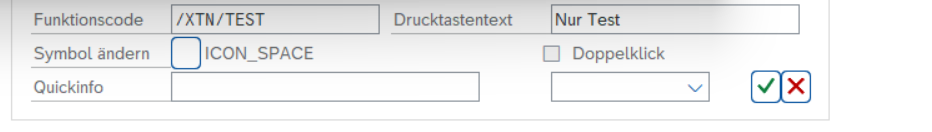 Funktionscode /XTN/TEST Drucktastentext Nur Test
Symbol ändern ICON_SPACE Doppelklick
Quickinfo